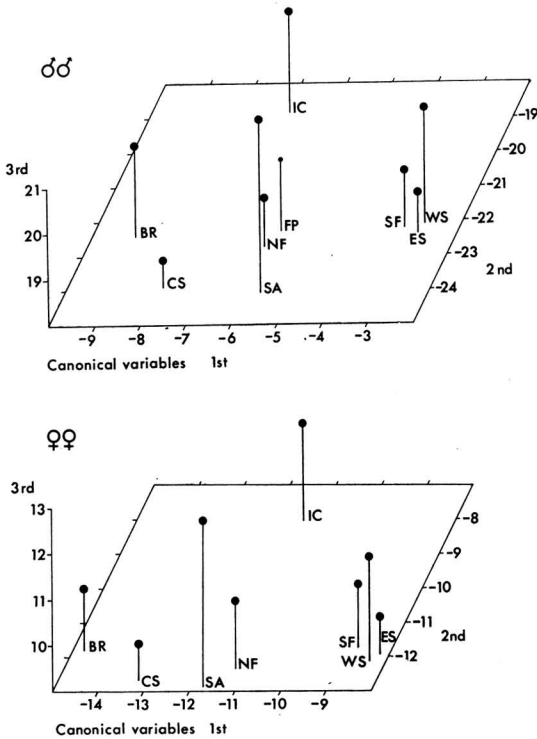 ♂♂
IC
-19
-20
3rd
21
-21
BR
NF
FP
SF
ES
WS
-22
20
-23
19
CS
SA
2nd
-24
-9 -8 -7 -6 -5 -4 -3
Canonical variables 1st
♀♀
3rd
13
IC
-8
12
-9
-10
11
-11
BR
NF
SF
ES
2nd
10
CS
SA
WS
-12
-14 -13 -12 -11 -10 -9
Canonical variables 1st